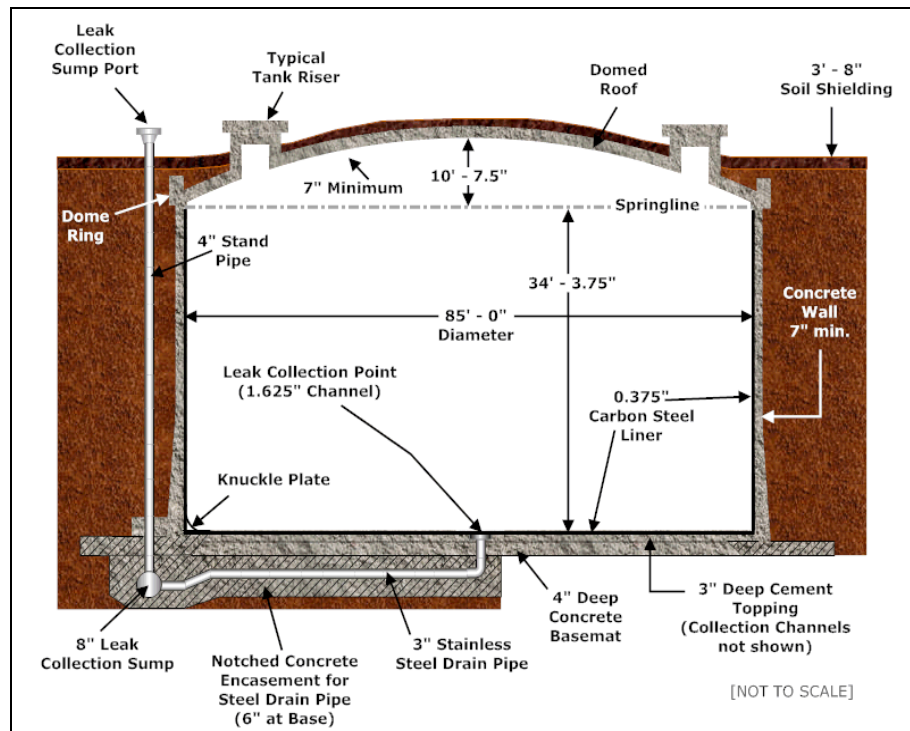 Leak
Collection
Sump Port
Typical
Tank Riser
Domed
Roof
3' - 8"
Soil Shielding
7" Minimum
10' - 7.5"
Springline
Dome
Ring
4" Stand
Pipe
34' - 3.75"
85' - 0"
Diameter
Concrete
Wall
7" min.
Leak Collection Point
(1.625" Channel)
0.375"
Carbon Steel
Liner
Knuckle Plate
8" Leak
Collection Sump
Notched Concrete
Encasement for
Steel Drain Pipe
(6" at Base)
3" Stainless
Steel Drain Pipe
4" Deep
Concrete
Basemat
3" Deep Cement
Topping
(Collection Channels
not shown)
[NOT TO SCALE]